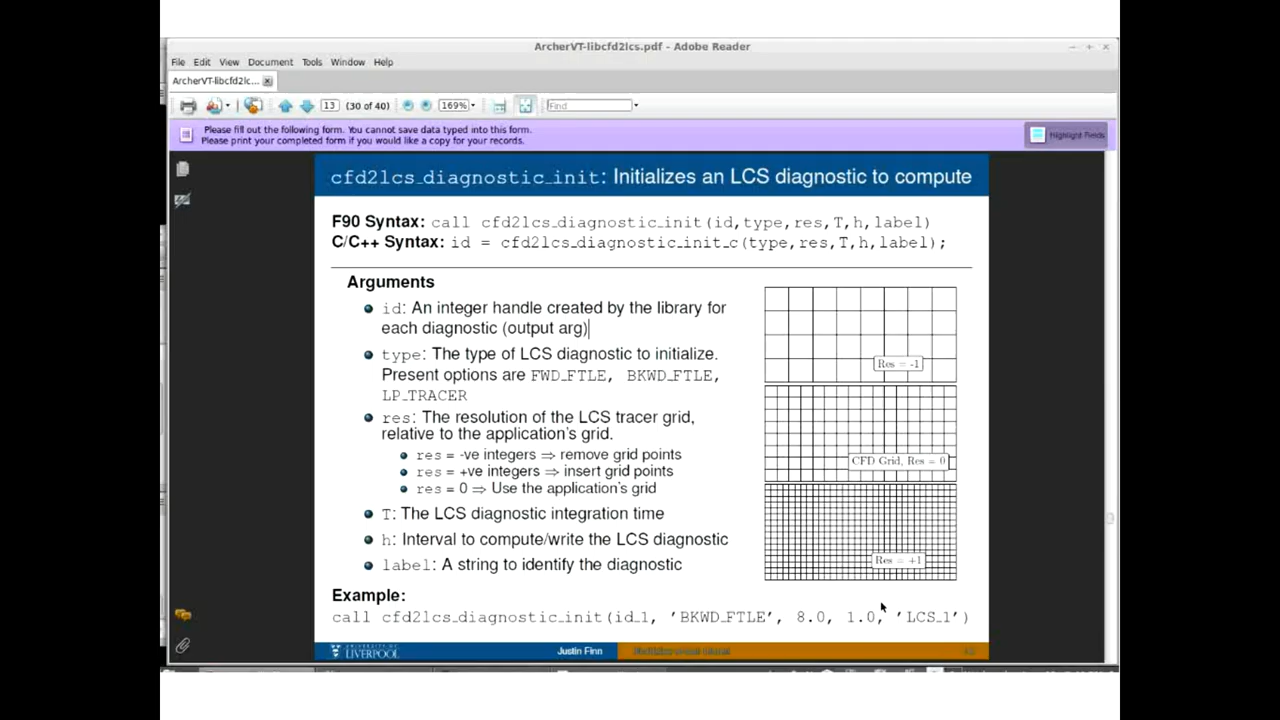 ArcherVT-libcfd2lcs.pdf - Adobe Reader
File Edit View Document Tools Window Help
ArcherVT-libcfd2lc...
13 (30 of 40) 169% Find
Please fill out the following form. You cannot save data typed into this form.
Please print your completed form if you would like a copy for your records.
Highlight Fields
cfd2lcs_diagnostic_init: Initializes an LCS diagnostic to compute
F90 Syntax: call cfd2lcs_diagnostic_init(id,type,res,T,h,label)
C/C++ Syntax: id = cfd2lcs_diagnostic_init_c(type,res,T,h,label);
Arguments
id: An integer handle created by the library for
each diagnostic (output arg)
type: The type of LCS diagnostic to initialize.
Present options are FWD_FTLE, BKWD_FTLE,
LP_TRACER
res: The resolution of the LCS tracer grid,
relative to the application's grid.
res = -ve integers ⇒ remove grid points
res = +ve integers ⇒ insert grid points
res = 0 ⇒ Use the application's grid
T: The LCS diagnostic integration time
h: Interval to compute/write the LCS diagnostic
label: A string to identify the diagnostic
Res = -1
CFD Grid, Res = 0
Res = +1
Example:
call cfd2lcs_diagnostic_init(id_1, 'BKWD_FTLE', 8.0, 1.0, 'LCS_1')
UNIVERSITY OF
LIVERPOOL
Justin Finn